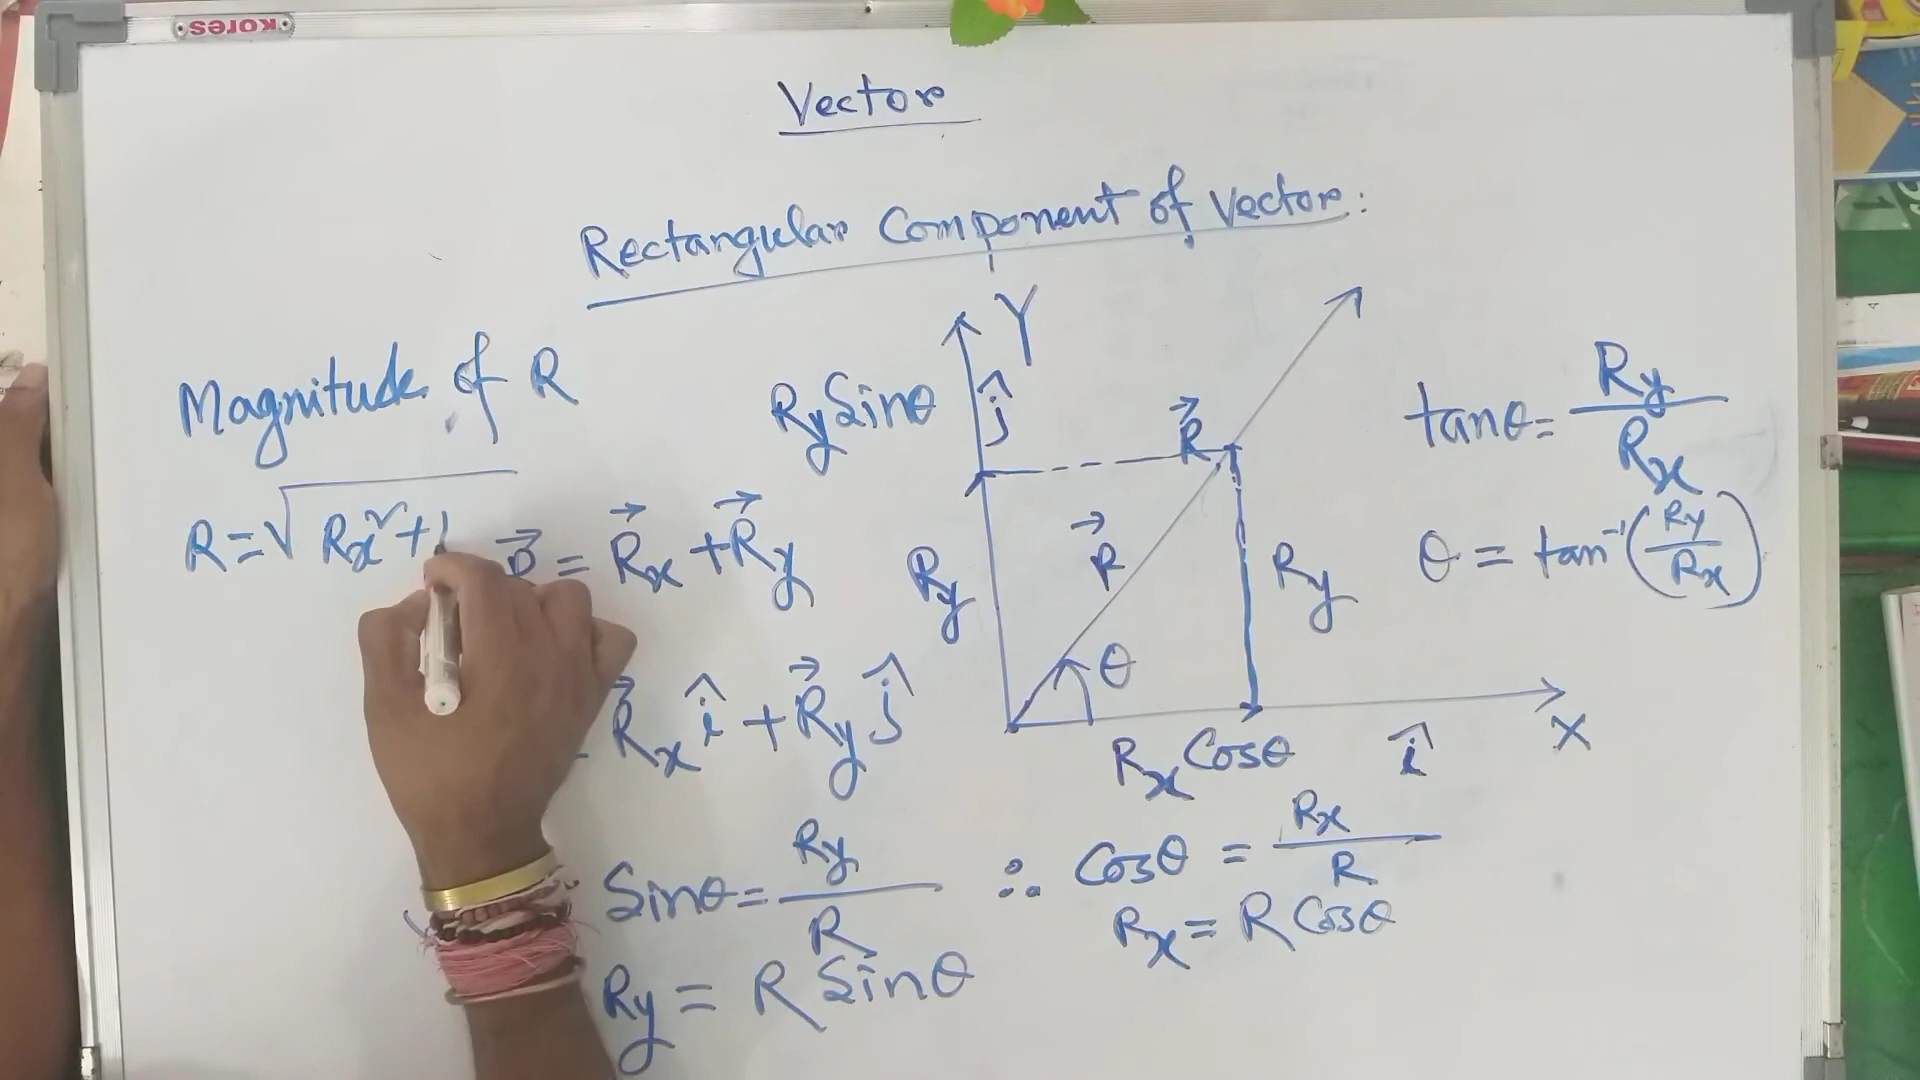 KORES
Vector
Rectangular Component of Vector:
Magnitude of R
R = √Rx² +
R⃗ = R⃗x + R⃗y
R⃗x î + R⃗y ĵ
Sinθ = Ry/R
Ry = R Sinθ
Y
Ry Sinθ
ĵ
R⃗
Ry
R⃗
Ry
θ
X
Rx Cosθ
î
∴ Cosθ = Rx/R
Rx = R Cosθ
tanθ = Ry/Rx
θ = tan⁻¹(Ry/Rx)